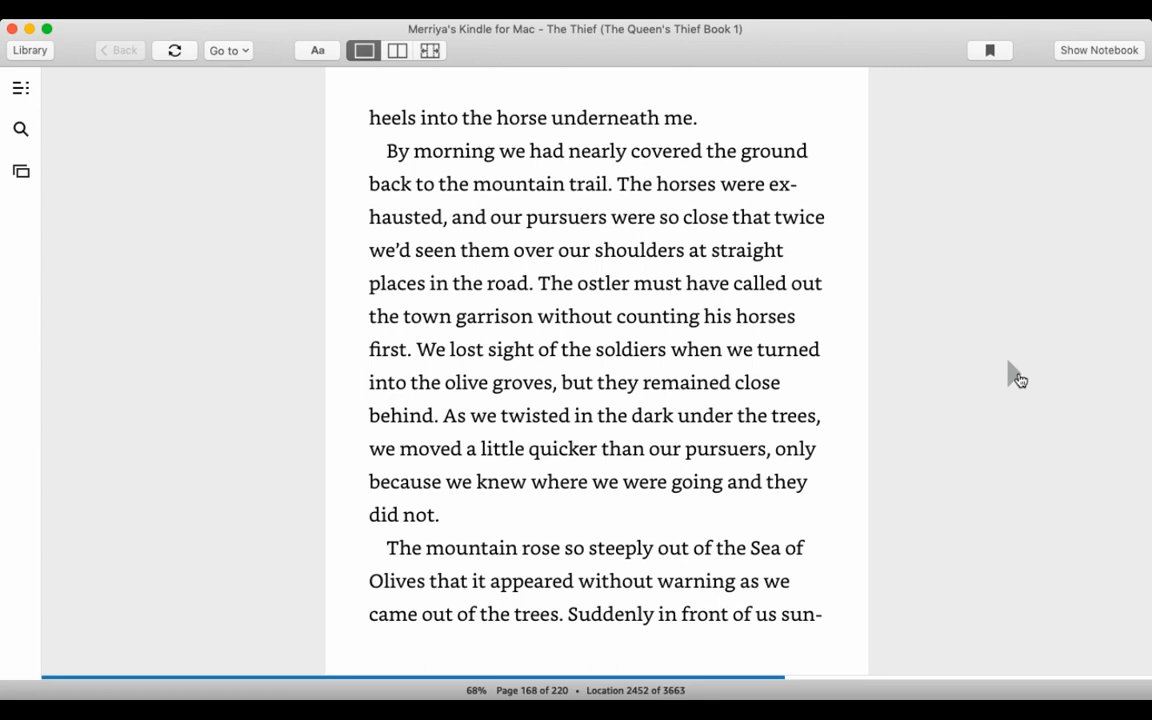 Merriya's Kindle for Mac - The Thief (The Queen's Thief Book 1)
Library
Back
Go to
Aa
Show Notebook
heels into the horse underneath me.
By morning we had nearly covered the ground
back to the mountain trail. The horses were ex-
hausted, and our pursuers were so close that twice
we’d seen them over our shoulders at straight
places in the road. The ostler must have called out
the town garrison without counting his horses
first. We lost sight of the soldiers when we turned
into the olive groves, but they remained close
behind. As we twisted in the dark under the trees,
we moved a little quicker than our pursuers, only
because we knew where we were going and they
did not.
The mountain rose so steeply out of the Sea of
Olives that it appeared without warning as we
came out of the trees. Suddenly in front of us sun-
68% Page 168 of 220 • Location 2452 of 3663